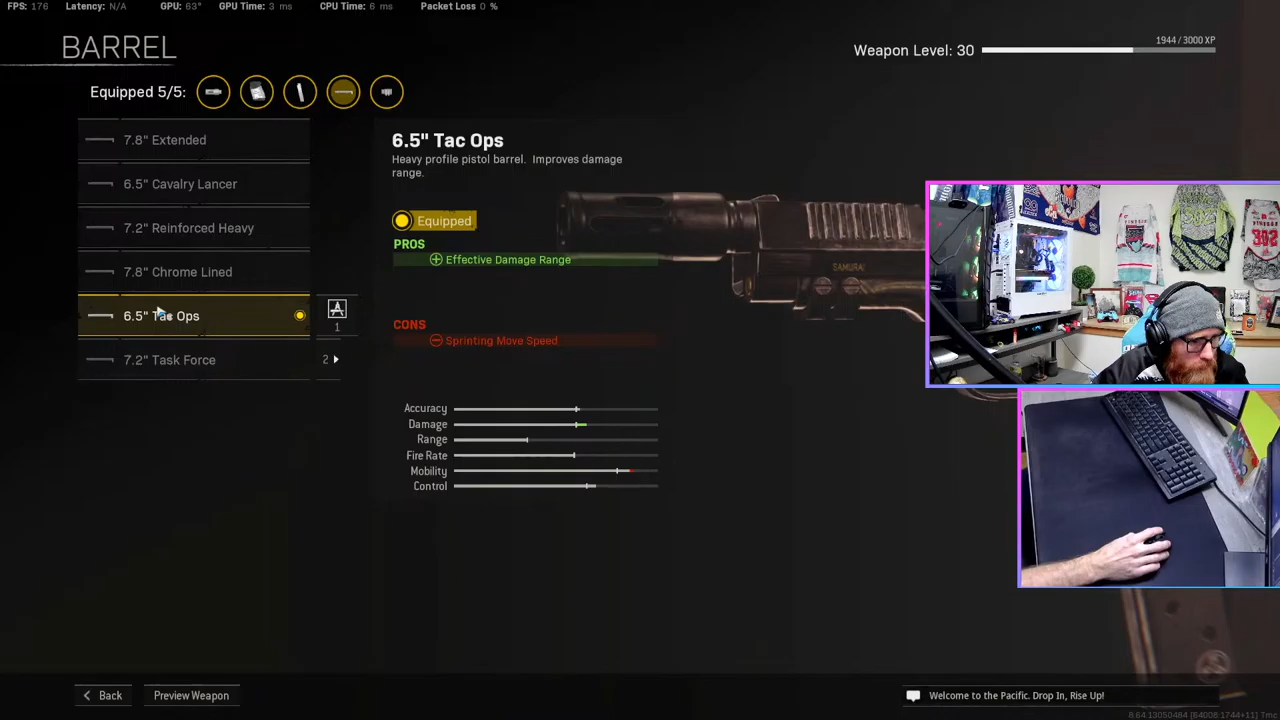 FPS: 176 Latency: N/A GPU: 63° GPU Time: 3 ms CPU Time: 6 ms Packet Loss 0 %
BARREL
Weapon Level: 30
1944 / 3000 XP
Equipped 5/5:
7.8" Extended
6.5" Cavalry Lancer
7.2" Reinforced Heavy
7.8" Chrome Lined
6.5" Tac Ops
1
7.2" Task Force
2
6.5" Tac Ops
Heavy profile pistol barrel. Improves damage
range.
Equipped
PROS
Effective Damage Range
CONS
Sprinting Move Speed
Accuracy
Damage
Range
Fire Rate
Mobility
Control
SAMURAI
Back
Preview Weapon
Welcome to the Pacific. Drop In, Rise Up!